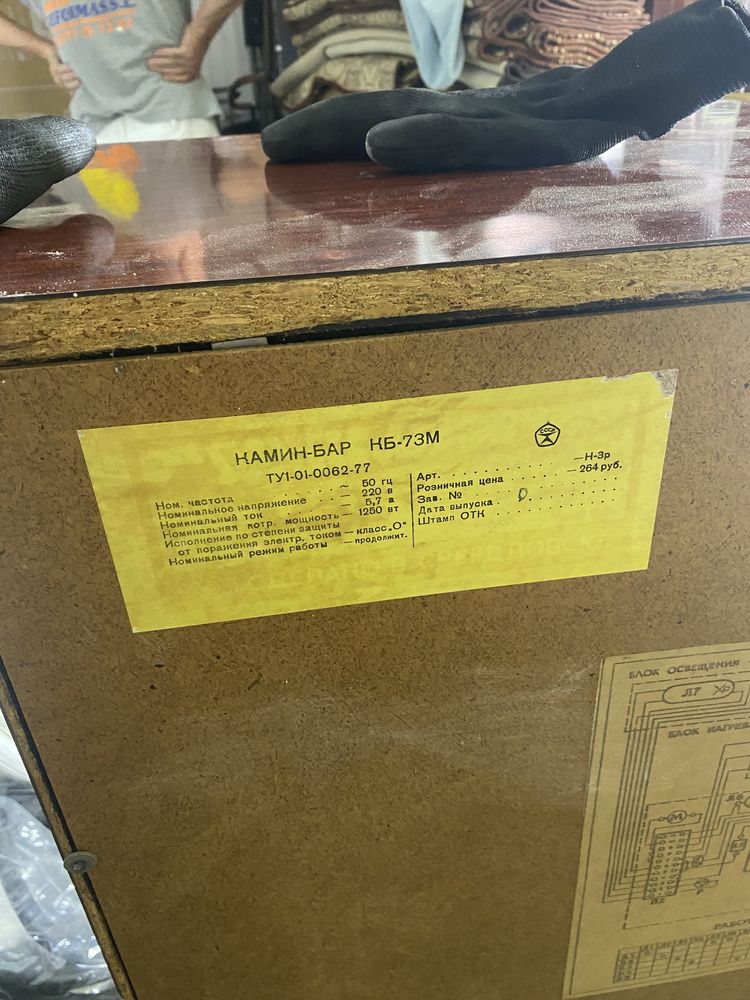 КАМИН-БАР КБ-73М
СССР
ТУ1-01-0062-77
Ном. частота ~ 50 гц
Номинальное напряжение — 220 в
Номинальный ток — 5,7 а
Номинальная потр. мощность — 1250 вт
Исполнение по степени защиты
от поражения электр. током — класс „О"
Номинальный режим работы — продолжит.
Арт. — Н-3р
Розничная цена — 264 руб.
Зав. №
Дата выпуска
Штамп ОТК
БЛОК ОСВЕЩЕНИЯ
Л7
БЛОК НАГРЕВ
М